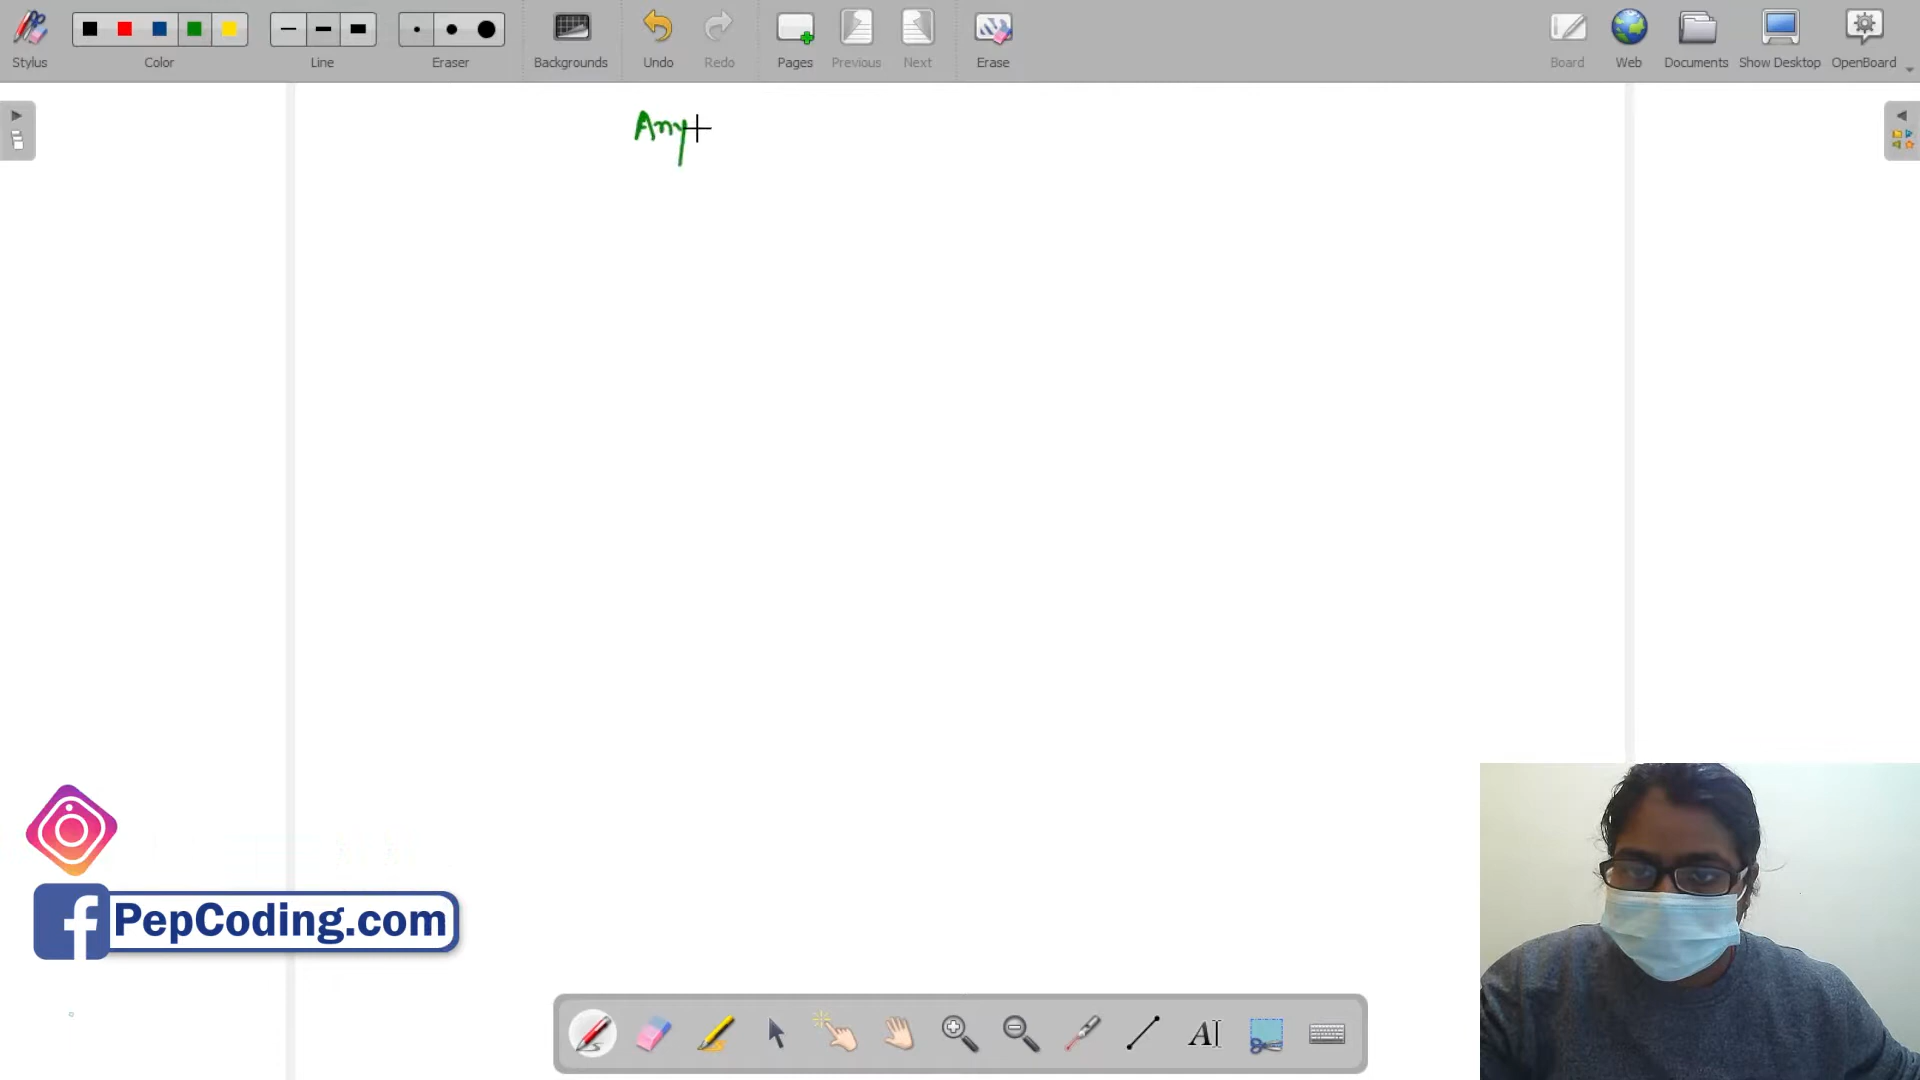 Stylus
Color
Line
Eraser
Backgrounds
Undo
Redo
Pages
Previous
Next
Erase
Board
Web
Documents
Show Desktop
OpenBoard
Any
f PepCoding.com
A